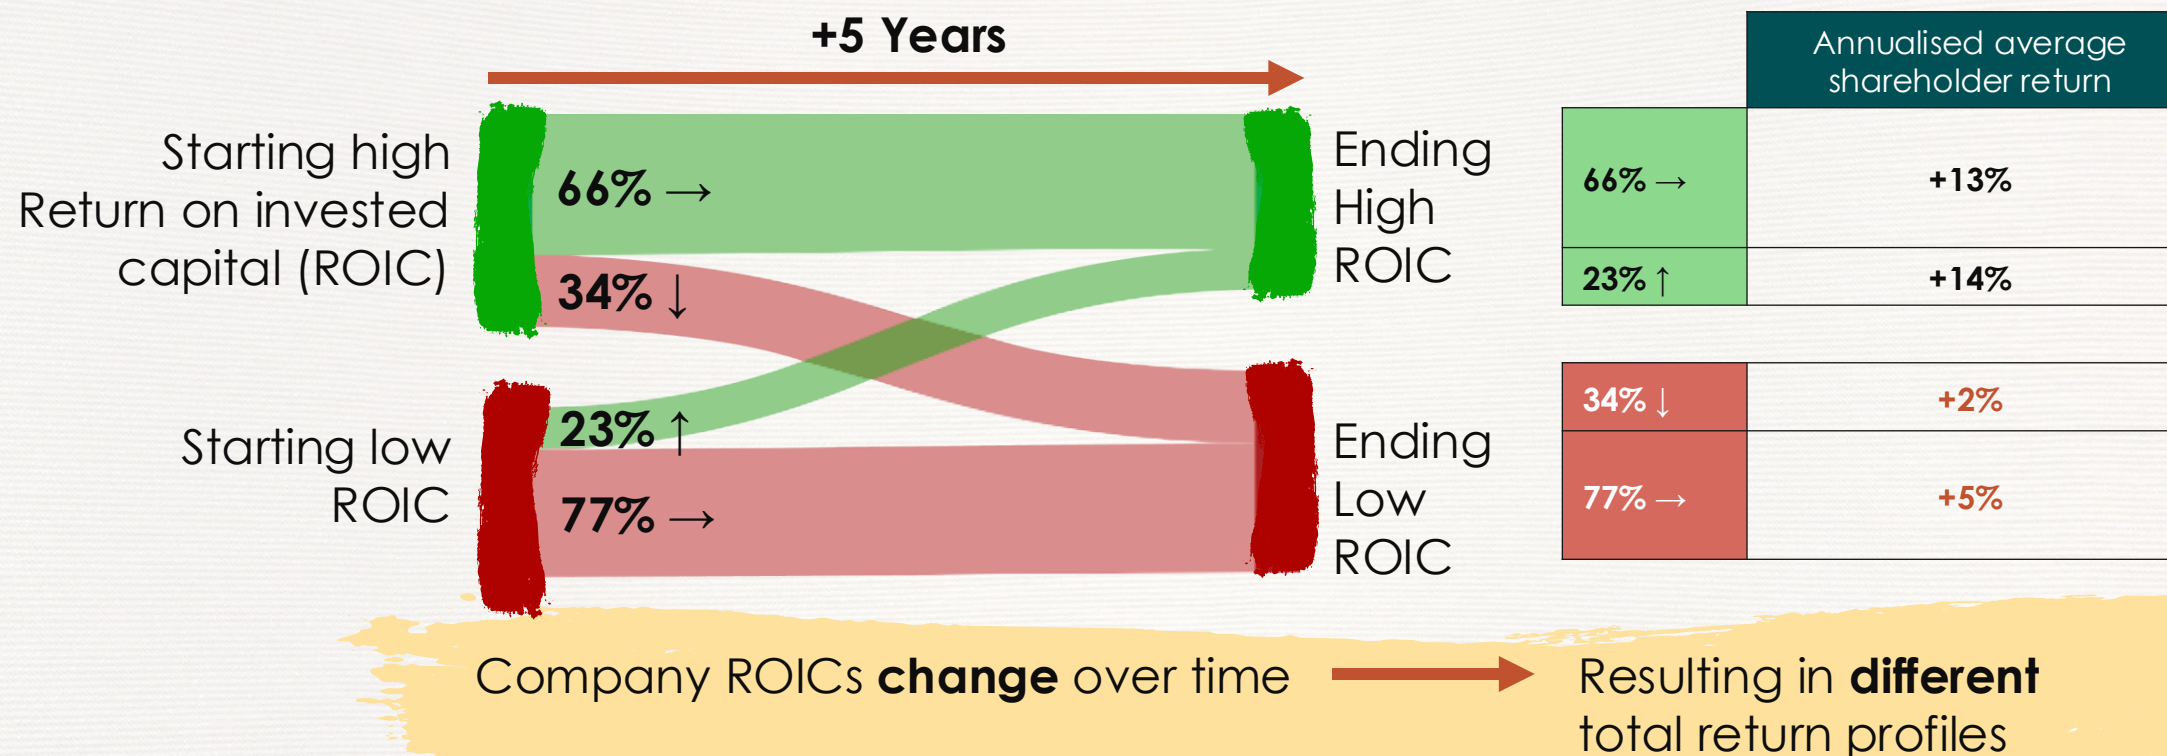 +5 Years
Starting high
Return on invested
capital (ROIC)
66% →
34% ↓
Starting low
ROIC
23% ↑
77% →
Ending
High
ROIC
Ending
Low
ROIC
Annualised average
shareholder return
66% → +13%
23% ↑ +14%
34% ↓ +2%
77% → +5%
Company ROICs change over time
Resulting in different
total return profiles